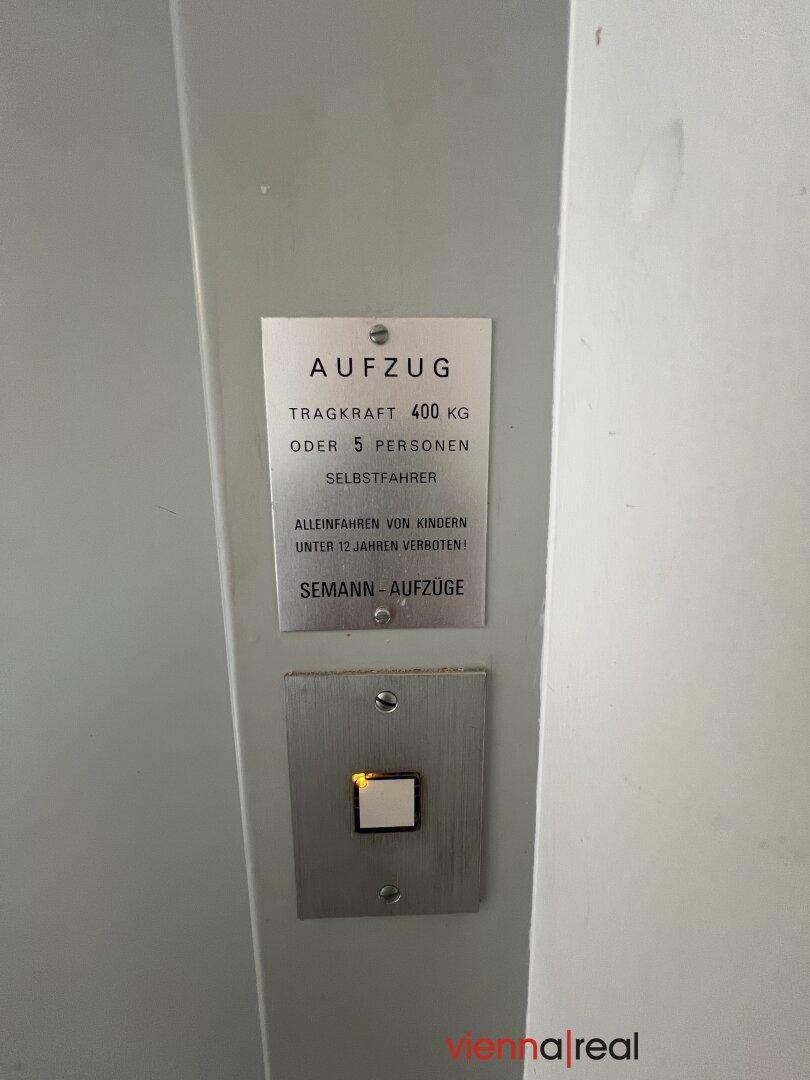 AUFZUG
TRAGKRAFT 400 KG
ODER 5 PERSONEN
SELBSTFAHRER
ALLEINFAHREN VON KINDERN
UNTER 12 JAHREN VERBOTEN!
SEMANN-AUFZÜGE
vienna|real